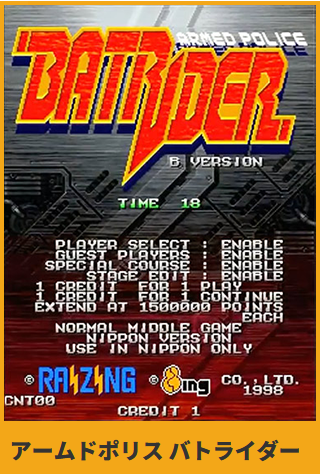 ARMED POLICE
BATRIDER
B VERSION
TIME 18
PLAYER SELECT : ENABLE
GUEST PLAYERS : ENABLE
SPECIAL COURSE : ENABLE
STAGE EDIT : ENABLE
1 CREDIT FOR 1 PLAY
1 CREDIT FOR 1 CONTINUE
EXTEND AT 1500000 POINTS
EACH
NORMAL MIDDLE GAME
NIPPON VERSION
USE IN NIPPON ONLY
© RAIZING © 8ing CO.,LTD.
1998
CNT00
CREDIT 1
アームドポリス バトライダー